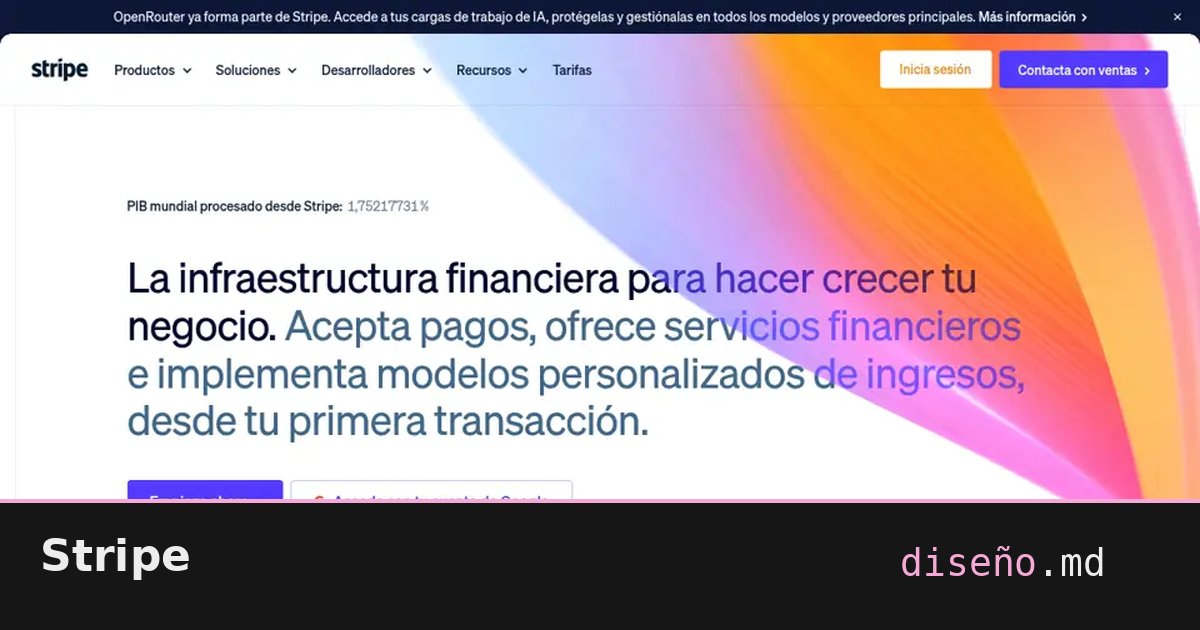 OpenRouter ya forma parte de Stripe. Accede a tus cargas de trabajo de IA, protégelas y gestiónalas en todos los modelos y proveedores principales. Más información
stripe Productos Soluciones Desarrolladores Recursos Tarifas Inicia sesión Contacta con ventas
PIB mundial procesado desde Stripe: 1,75217731 %
La infraestructura financiera para hacer crecer tu
negocio. Acepta pagos, ofrece servicios financieros
e implementa modelos personalizados de ingresos,
desde tu primera transacción.
Stripe
diseño.md